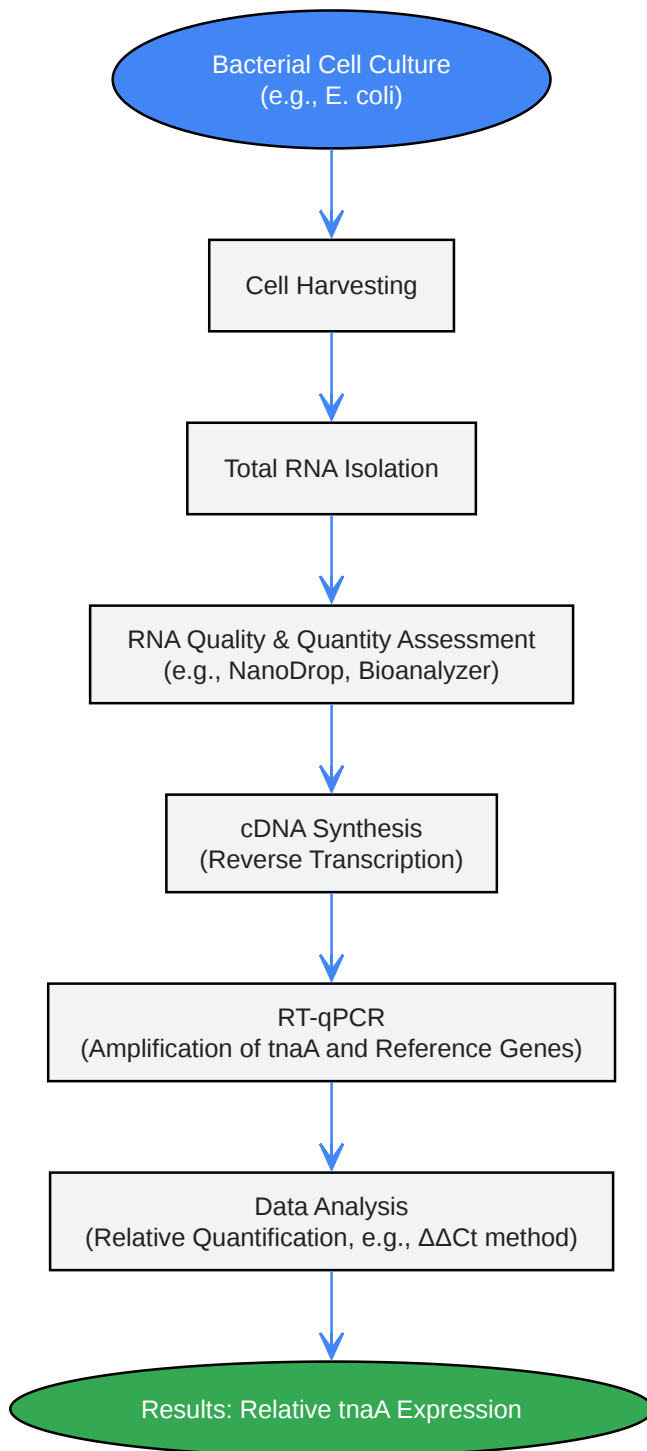 Bacterial Cell Culture
(e.g., E. coli)
Cell Harvesting
Total RNA Isolation
RNA Quality & Quantity Assessment
(e.g., NanoDrop, Bioanalyzer)
cDNA Synthesis
(Reverse Transcription)
RT-qPCR
(Amplification of tnaA and Reference Genes)
Data Analysis
(Relative Quantification, e.g., ΔΔCt method)
Results: Relative tnaA Expression